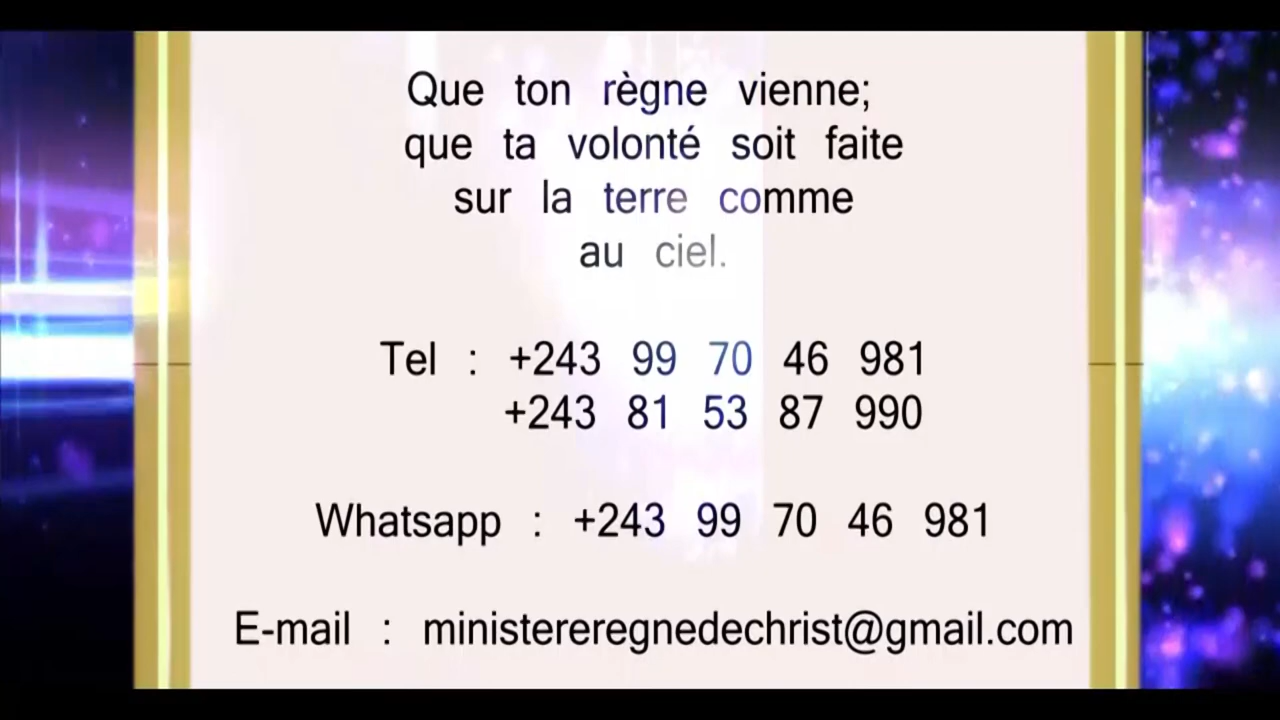 Que ton règne vienne;
que ta volonté soit faite
sur la terre comme
au ciel.
Tel : +243 99 70 46 981
+243 81 53 87 990
Whatsapp : +243 99 70 46 981
E-mail : ministereregnedechrist@gmail.com